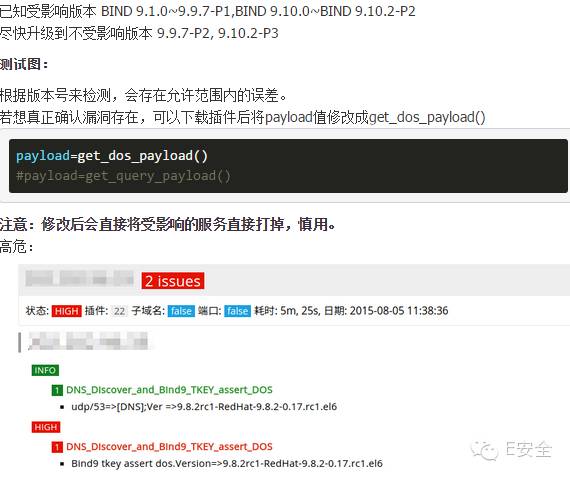 已知受影响版本 BIND 9.1.0~9.9.7-P1,BIND 9.10.0~BIND 9.10.2-P2
尽快升级到不受影响版本 9.9.7-P2, 9.10.2-P3
测试图：
根据版本号来检测，会存在允许范围内的误差。
若想真正确认漏洞存在，可以下载插件后将payload值修改成get_dos_payload()
payload=get_dos_payload()
#payload=get_query_payload()
注意：修改后会直接将受影响的服务直接打掉，慎用。
高危：
2 issues
状态: HIGH 插件: 22 子域名: false 端口: false 耗时: 5m, 25s, 日期: 2015-08-05 11:38:36
INFO
1 DNS_Discover_and_Bind9_TKEY_assert_DOS
udp/53=>[DNS];Ver =>9.8.2rc1-RedHat-9.8.2-0.17.rc1.el6
HIGH
1 DNS_Discover_and_Bind9_TKEY_assert_DOS
Bind9 tkey assert dos.Version=>9.8.2rc1-RedHat-9.8.2-0.17.rc1.el6
E安全